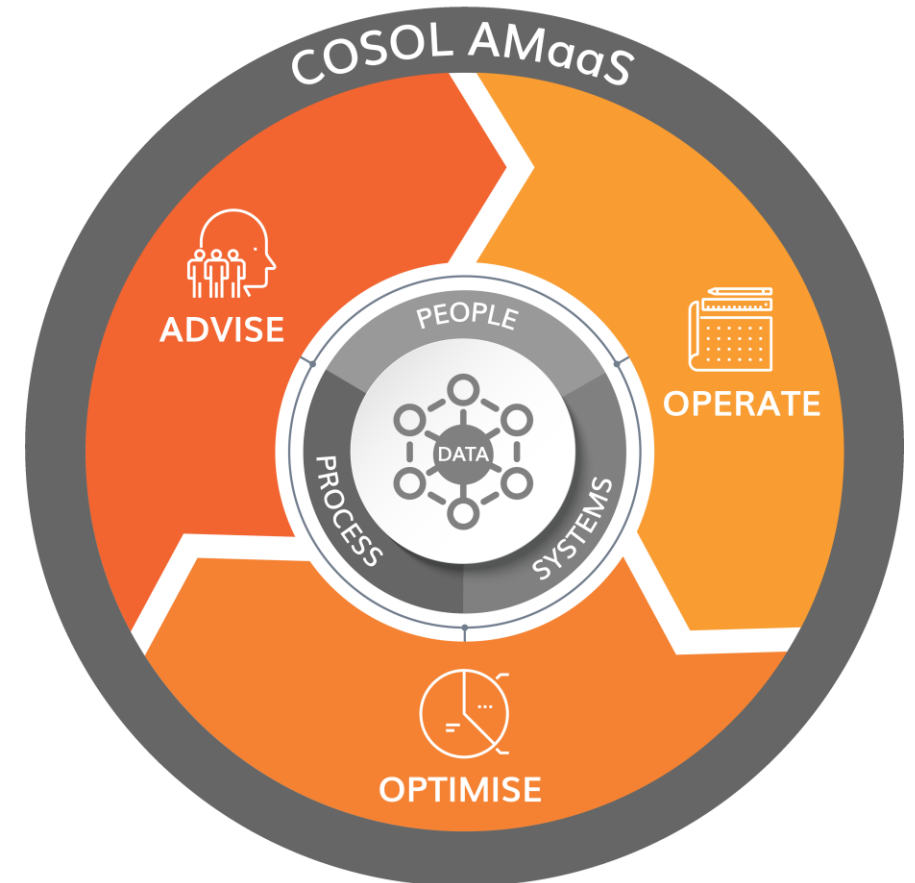 COSOL AMaaS
ADVISE
OPERATE
PEOPLE
DATA
PROCESS
SYSTEMS
OPTIMISE